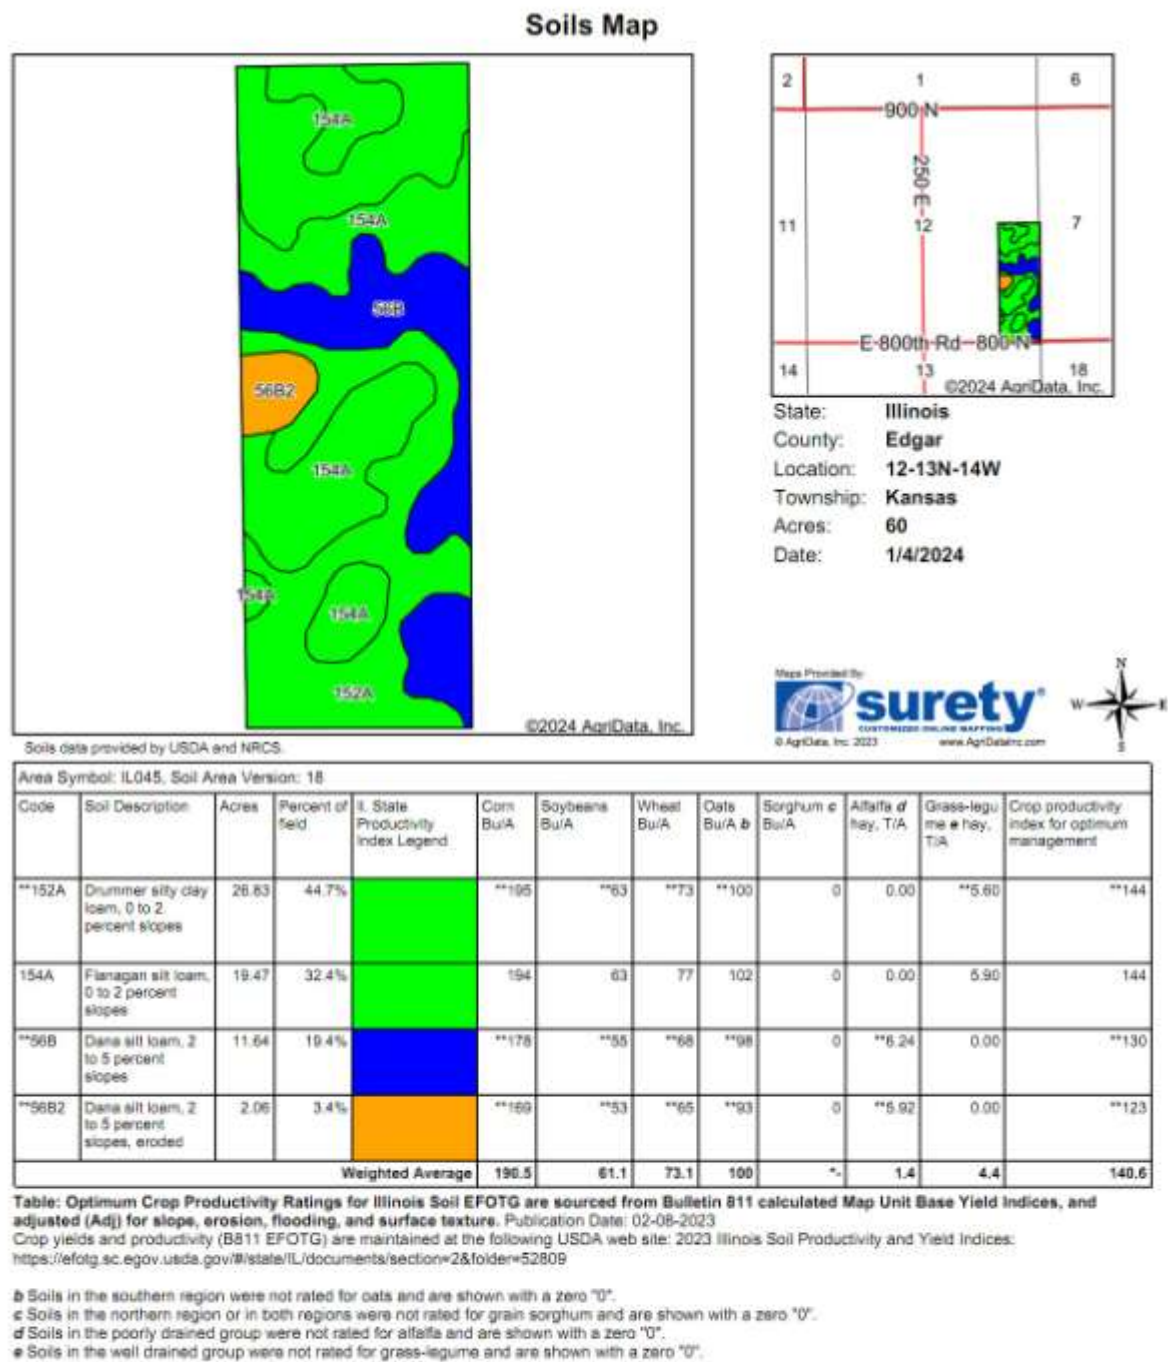 Soils Map
154A
154A
56B
56B2
154A
154A
154A
152A
©2024 AgriData, Inc.
2 1 6
900 N
250 E
11 12 7
E 800th Rd 800 N
14 13 18
©2024 AgriData, Inc.
State: Illinois
County: Edgar
Location: 12-13N-14W
Township: Kansas
Acres: 60
Date: 1/4/2024
Maps Provided By:
surety®
CUSTOMIZED ONLINE MAPPING
© AgriData, Inc. 2023 www.AgriDataInc.com
N
W E
S
Soils data provided by USDA and NRCS.
Area Symbol: IL045, Soil Area Version: 18
Code Soil Description Acres Percent of field Il. State Productivity Index Legend Corn Bu/A Soybeans Bu/A Wheat Bu/A Oats Bu/A b Sorghum c Bu/A Alfalfa d hay, T/A Grass-legume e hay, T/A Crop productivity index for optimum management
**152A Drummer silty clay loam, 0 to 2 percent slopes 26.83 44.7% **195 **63 **73 **100 0 0.00 **5.60 **144
154A Flanagan silt loam, 0 to 2 percent slopes 19.47 32.4% 194 63 77 102 0 0.00 5.90 144
**56B Dana silt loam, 2 to 5 percent slopes 11.64 19.4% **178 **55 **68 **98 0 **6.24 0.00 **130
**56B2 Dana silt loam, 2 to 5 percent slopes, eroded 2.06 3.4% **169 **53 **65 **93 0 **5.92 0.00 **123
Weighted Average 190.5 61.1 73.1 100 *- 1.4 4.4 140.6
Table: Optimum Crop Productivity Ratings for Illinois Soil EFOTG are sourced from Bulletin 811 calculated Map Unit Base Yield Indices, and
adjusted (Adj) for slope, erosion, flooding, and surface texture. Publication Date: 02-08-2023
Crop yields and productivity (B811 EFOTG) are maintained at the following USDA web site: 2023 Illinois Soil Productivity and Yield Indices:
https://efotg.sc.egov.usda.gov/#/state/IL/documents/section=2&folder=52809
b Soils in the southern region were not rated for oats and are shown with a zero "0".
c Soils in the northern region or in both regions were not rated for grain sorghum and are shown with a zero "0".
d Soils in the poorly drained group were not rated for alfalfa and are shown with a zero "0".
e Soils in the well drained group were not rated for grass-legume and are shown with a zero "0".